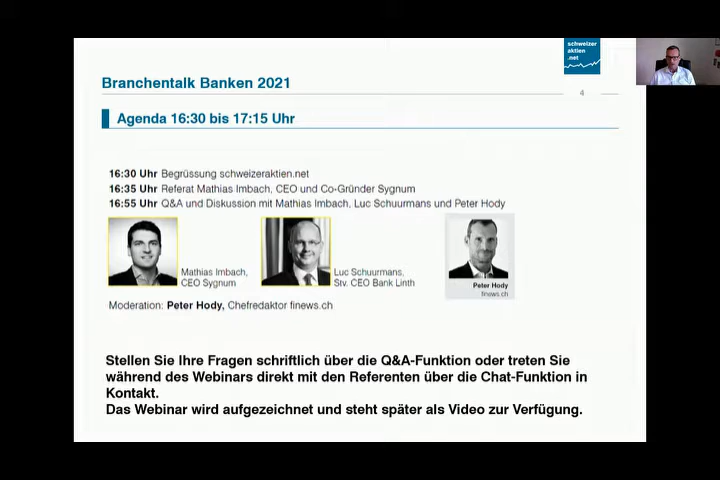 schweizer
aktien
.net
Branchentalk Banken 2021
4
Agenda 16:30 bis 17:15 Uhr
16:30 Uhr Begrüssung schweizeraktien.net
16:35 Uhr Referat Mathias Imbach, CEO und Co-Gründer Sygnum
16:55 Uhr Q&A und Diskussion mit Mathias Imbach, Luc Schuurmans und Peter Hody
Mathias Imbach,
CEO Sygnum
Luc Schuurmans,
Stv. CEO Bank Linth
Peter Hody
finews.ch
Moderation: Peter Hody, Chefredaktor finews.ch
Stellen Sie Ihre Fragen schriftlich über die Q&A-Funktion oder treten Sie
während des Webinars direkt mit den Referenten über die Chat-Funktion in
Kontakt.
Das Webinar wird aufgezeichnet und steht später als Video zur Verfügung.